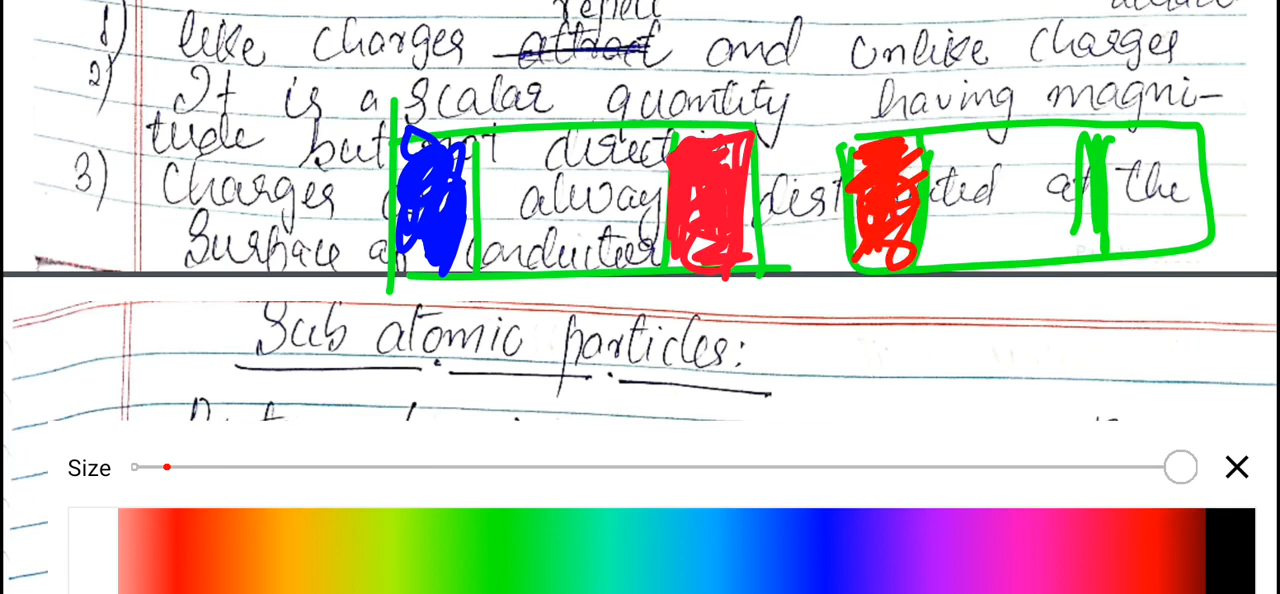 repell
1) like charges attract and unlike charges
2) It is a scalar quantity having magni-
tude but direct
3) Charges always the
Surface conductor
Sub atomic particles:
Size